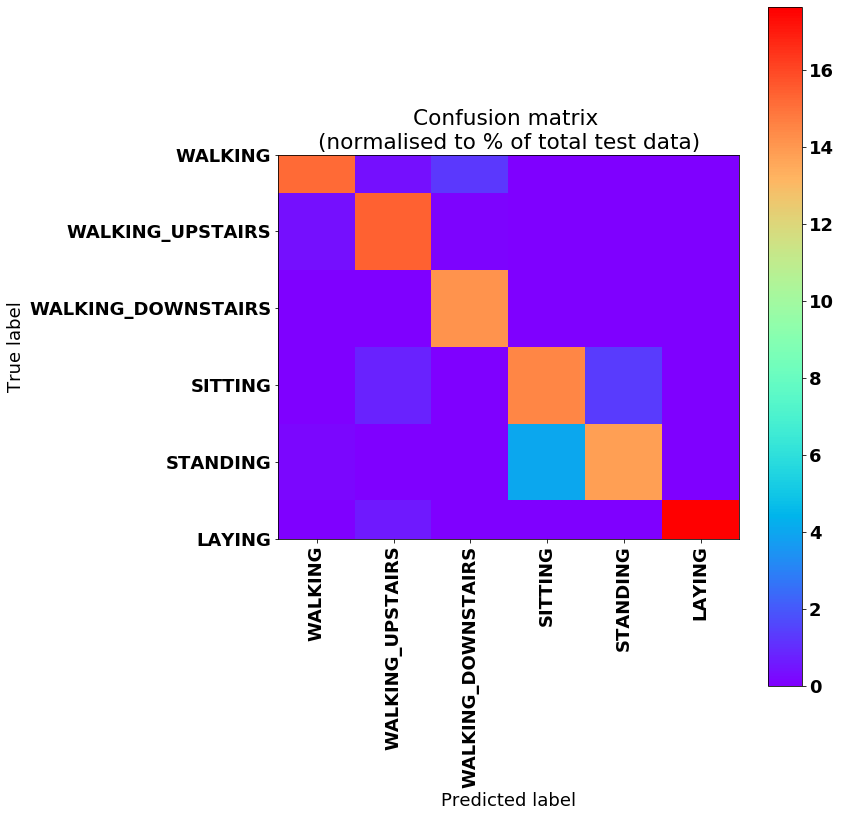 Confusion matrix
(normalised to % of total test data)
True label
WALKING
WALKING_UPSTAIRS
WALKING_DOWNSTAIRS
SITTING
STANDING
LAYING
WALKING
WALKING_UPSTAIRS
WALKING_DOWNSTAIRS
SITTING
STANDING
LAYING
Predicted label
16
14
12
10
8
6
4
2
0